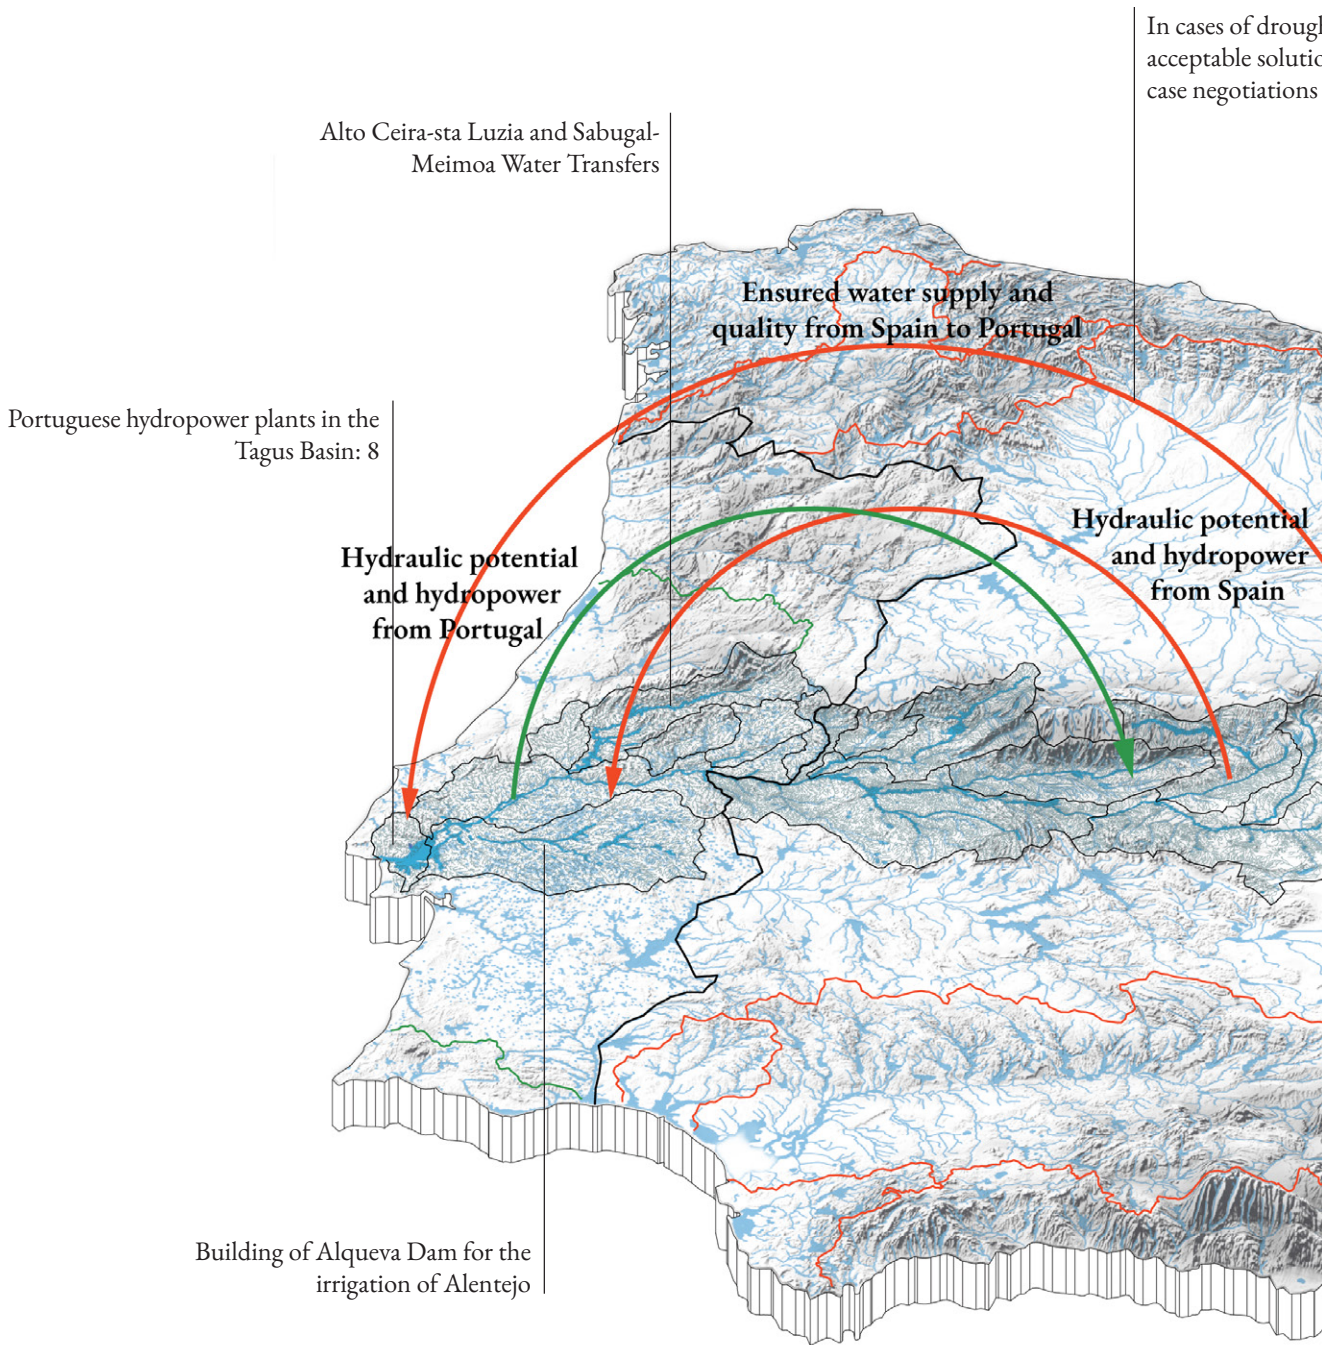 In cases of
acceptable
case negotiations
Alto Ceira-sta Luzia and Sabugal-
Meimoa Water Transfers
Ensured water supply and
quality from Spain to Portugal
Portuguese hydropower plants in the
Tagus Basin: 8
Hydraulic potential
and hydropower
from Spain
Hydraulic potential
and hydropower
from Portugal
Building of Alqueva Dam for the
irrigation of Alentejo